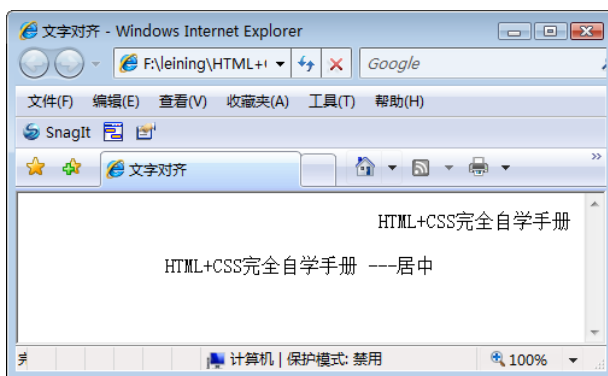 文字对齐 - Windows Internet Explorer
F:\leining\HTML+
Google
文件(F) 编辑(E) 查看(V) 收藏夹(A) 工具(T) 帮助(H)
SnagIt
文字对齐
HTML+CSS完全自学手册
HTML+CSS完全自学手册 ---居中
计算机 | 保护模式: 禁用 100%